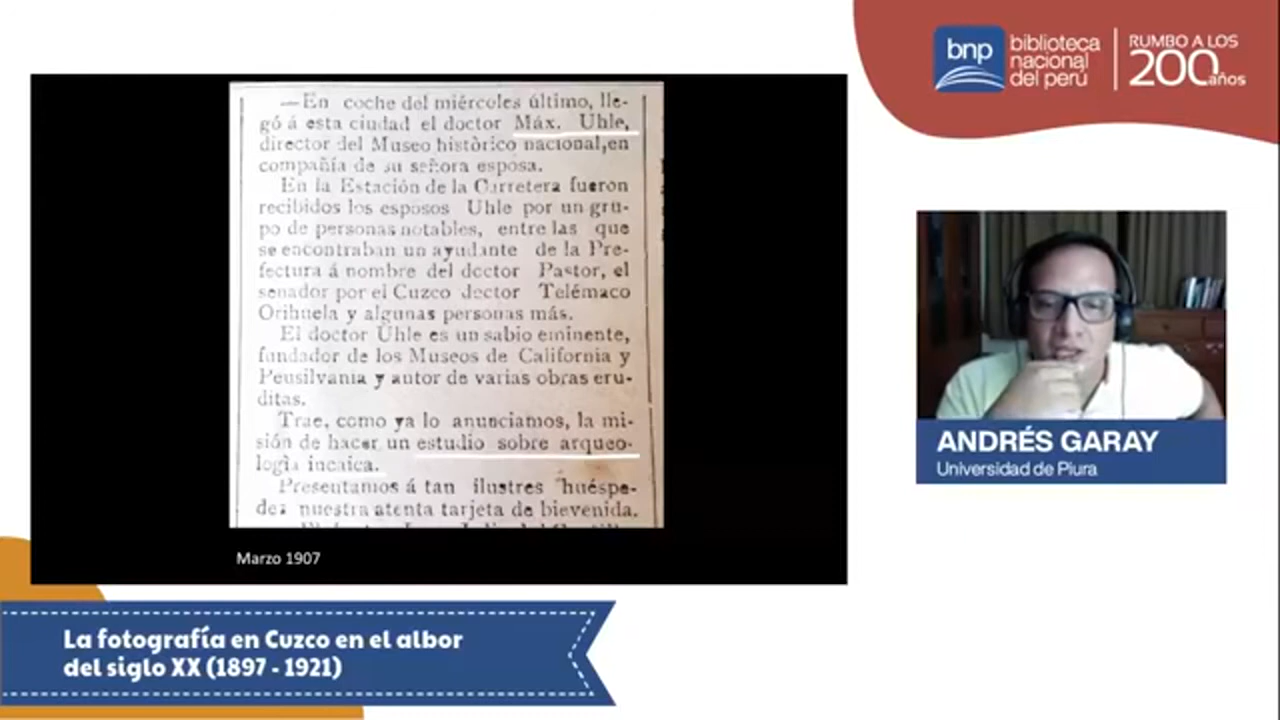 bnp
biblioteca
nacional
del perú
RUMBO A LOS
200
años
—En coche del miércoles último, lle-
gó á esta ciudad el doctor Máx. Uhle,
director del Museo històrico nacional,en
compañía de su señora esposa.
En la Estación de la Carretera fueron
recibidos los esposos Uhle por un gru-
po de personas notables, entre las que
se encontraban un ayudante de la Pre-
fectura á nombre del doctor Pastor, el
senador por el Cuzco doctor Telémaco
Orihuela y algunas personas más.
El doctor Uhle es un sabio eminente,
fundador de los Museos de California y
Peusilvania y autor de varias obras eru-
ditas.
Trae, como ya lo anunciamos, la mi-
sión de hacer un estudio sobre arqueo-
logìa incaica.
Presentamos á tan ilustres huéspe-
des nuestra atenta tarjeta de bievenida.
Marzo 1907
ANDRÉS GARAY
Universidad de Piura
La fotografía en Cuzco en el albor
del siglo XX (1897 - 1921)